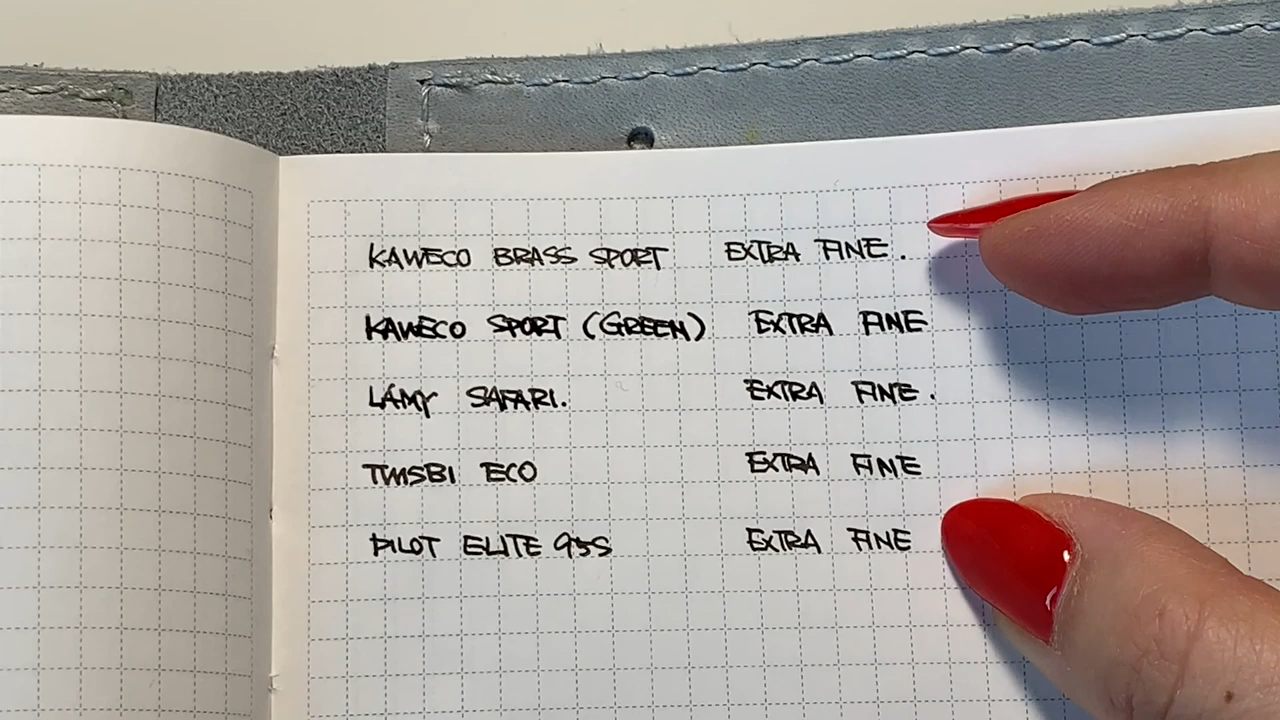 KAWECO BRASS SPORT EXTRA FINE.
KAWECO SPORT (GREEN) EXTRA FINE
LAMY SAFARI. EXTRA FINE.
TWSBI ECO EXTRA FINE
PILOT ELITE 95S EXTRA FINE